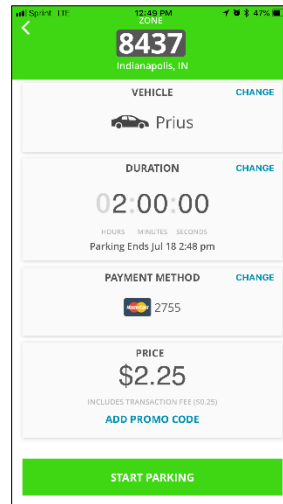 Sprint LTE 12:49 PM 47%
ZONE
8437
Indianapolis, IN
VEHICLE CHANGE
Prius
DURATION CHANGE
02:00:00
HOURS MINUTES SECONDS
Parking Ends Jul 18 2:48 pm
PAYMENT METHOD CHANGE
MasterCard 2755
PRICE
$2.25
INCLUDES TRANSACTION FEE ($0.25)
ADD PROMO CODE
START PARKING